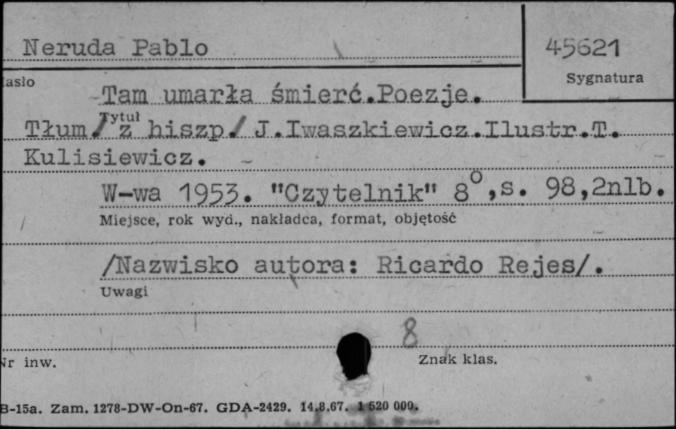 Neruda Pablo
45621
asło
Sygnatura
Tam umarła śmierć.Poezje.
Tytuł
Tłum./z hiszp./ J.Iwaszkiewicz.Ilustr.T.
Kulisiewicz.
W-wa 1953. "Czytelnik" 8°,s. 98,2nlb.
Miejsce, rok wyd., nakładca, format, objętość
/Nazwisko autora: Ricardo Rejes/.
Uwagi
8
Nr inw.
Znak klas.
B-15a. Zam. 1278-DW-On-67. GDA-2429. 14.8.67. 1 520 000.